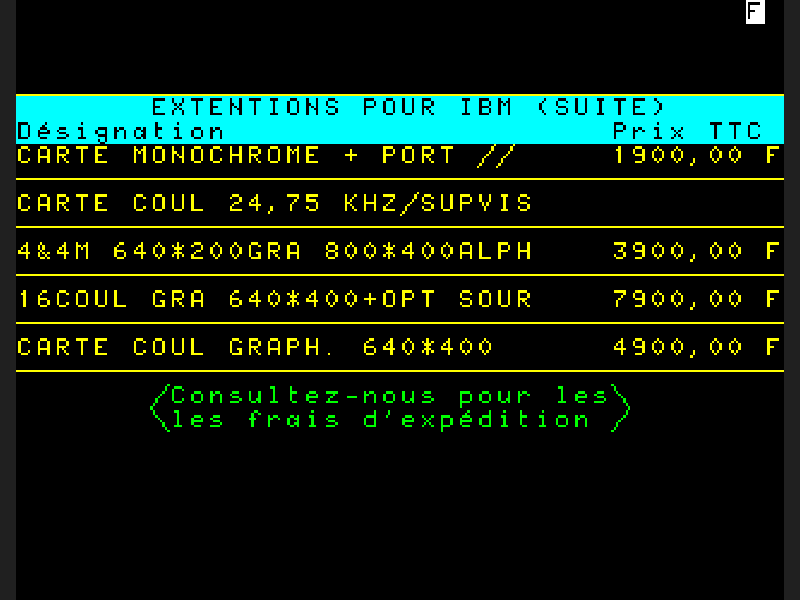 F
EXTENTIONS POUR IBM (SUITE)
Désignation Prix TTC
CARTE MONOCHROME + PORT // 1900,00 F
CARTE COUL 24,75 KHZ/SUPVIS
4&4M 640*200GRA 800*400ALPH 3900,00 F
16COUL GRA 640*400+OPT SOUR 7900,00 F
CARTE COUL GRAPH. 640*400 4900,00 F
Consultez-nous pour les
les frais d'expédition